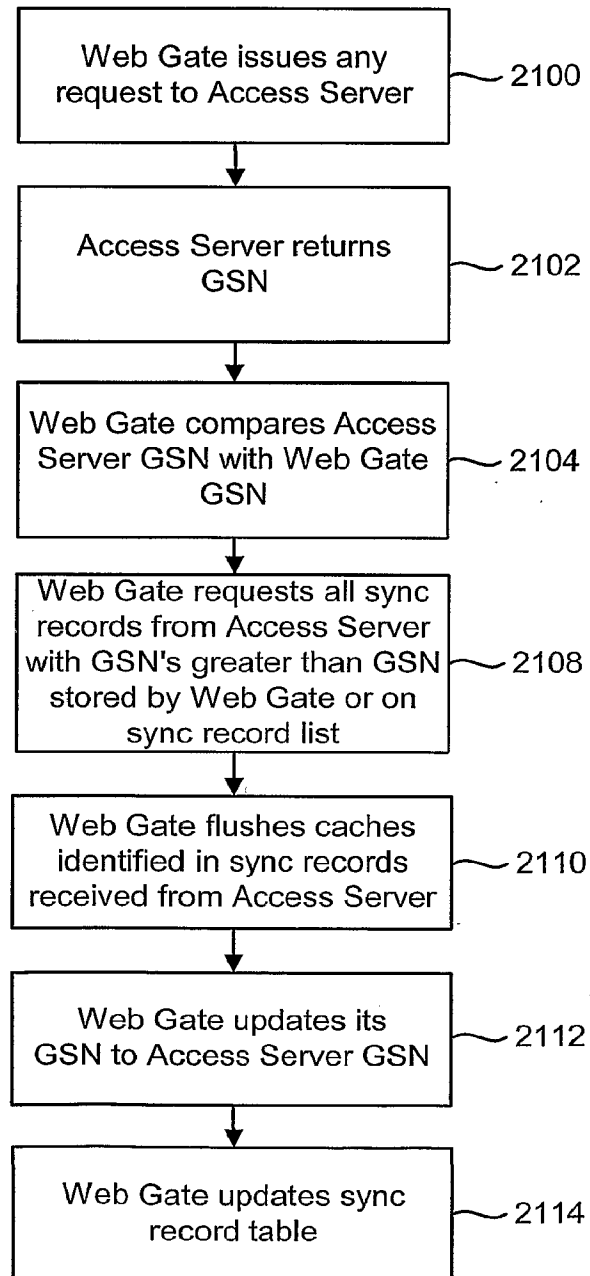 Web Gate issues any
request to Access Server
2100
Access Server returns
GSN
2102
Web Gate compares Access
Server GSN with Web Gate
GSN
2104
Web Gate requests all sync
records from Access Server
with GSN's greater than GSN
stored by Web Gate or on
sync record list
2108
Web Gate flushes caches
identified in sync records
received from Access Server
2110
Web Gate updates its
GSN to Access Server GSN
2112
Web Gate updates sync
record table
2114